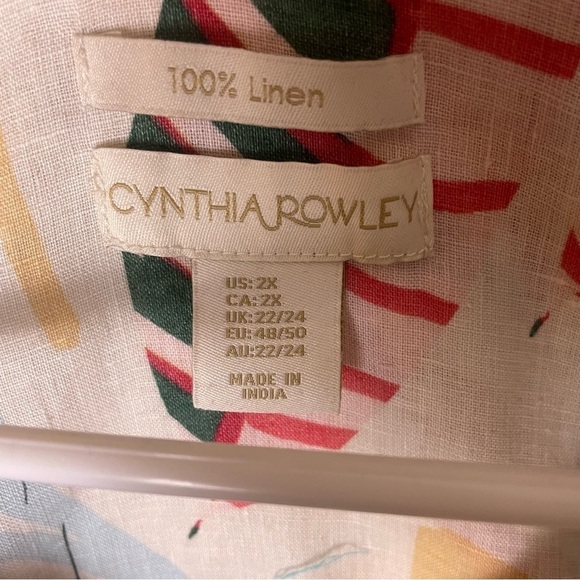 100% Linen
CYNTHIA ROWLEY
US: 2X
CA: 2X
UK: 22/24
EU: 48/50
AU: 22/24
MADE IN
INDIA